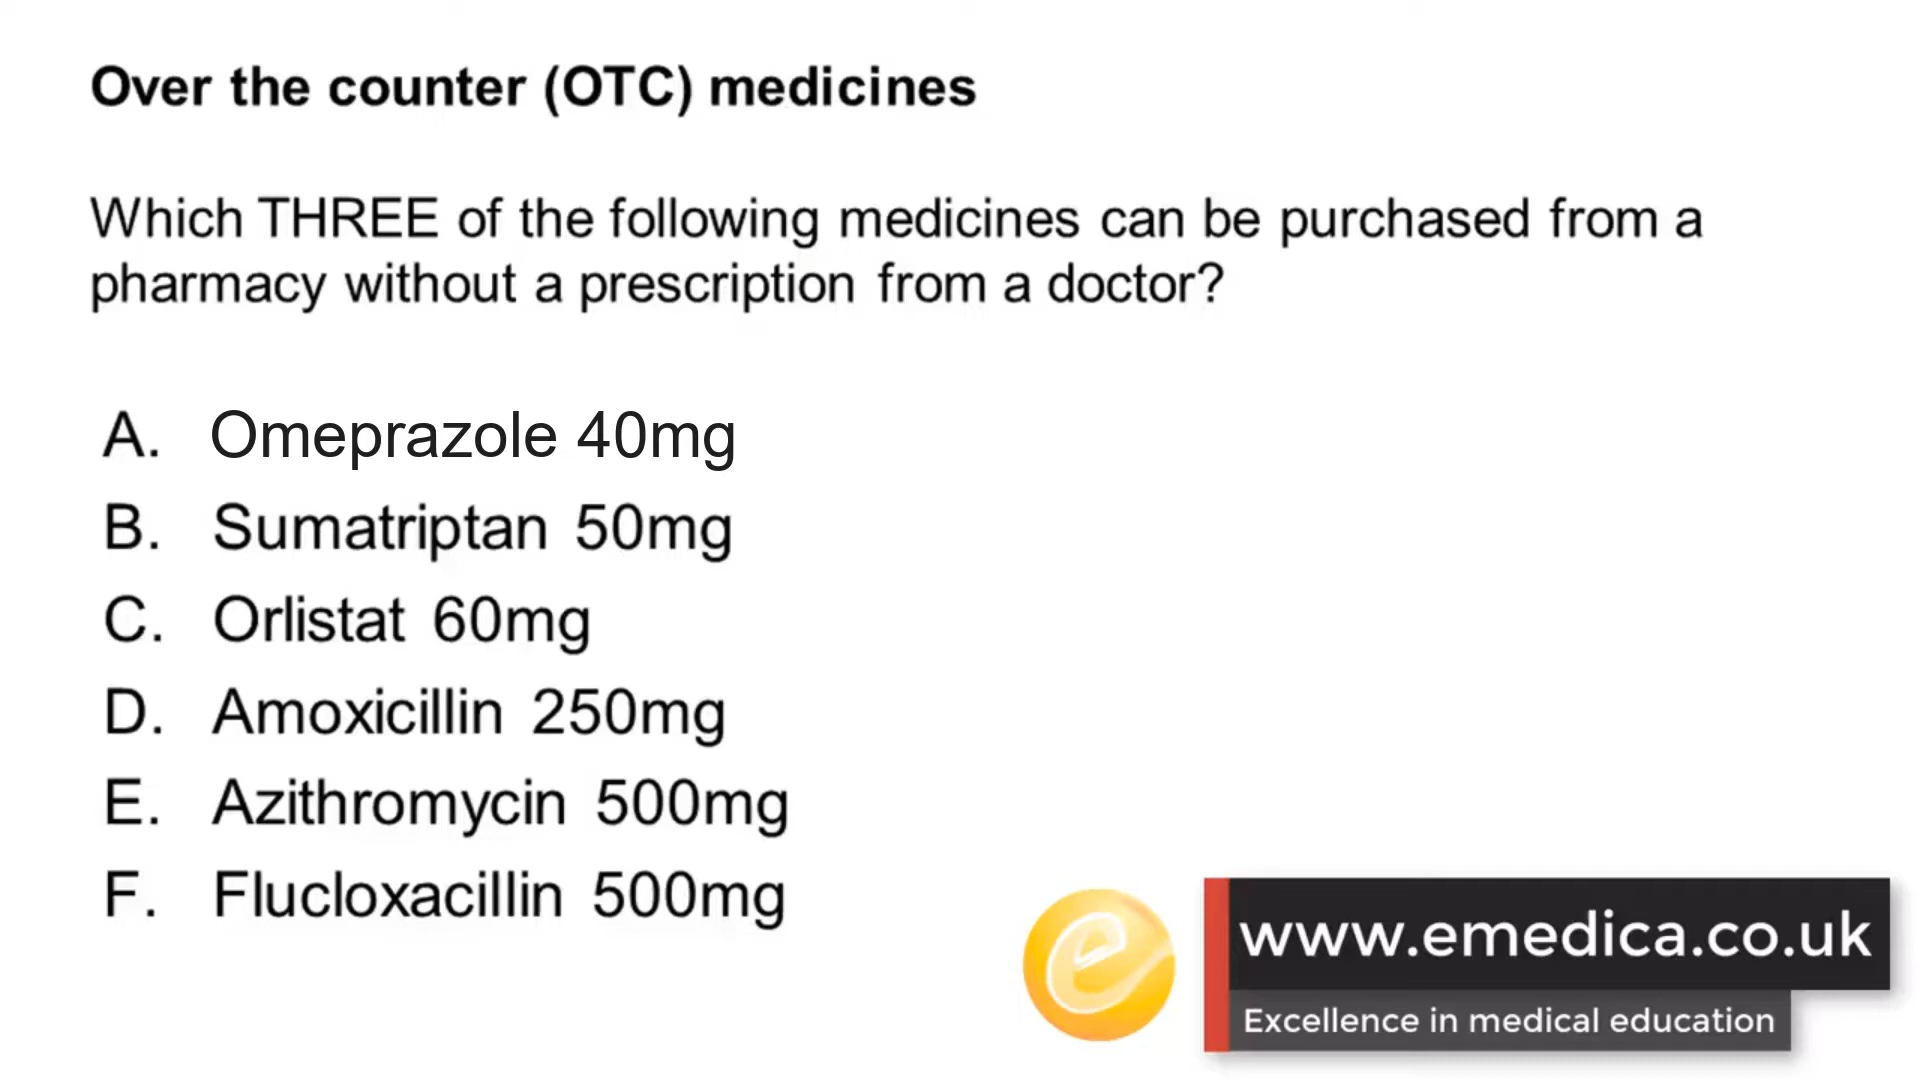 Over the counter (OTC) medicines
Which THREE of the following medicines can be purchased from a
pharmacy without a prescription from a doctor?
A. Omeprazole 40mg
B. Sumatriptan 50mg
C. Orlistat 60mg
D. Amoxicillin 250mg
E. Azithromycin 500mg
F. Flucloxacillin 500mg
www.emedica.co.uk
Excellence in medical education